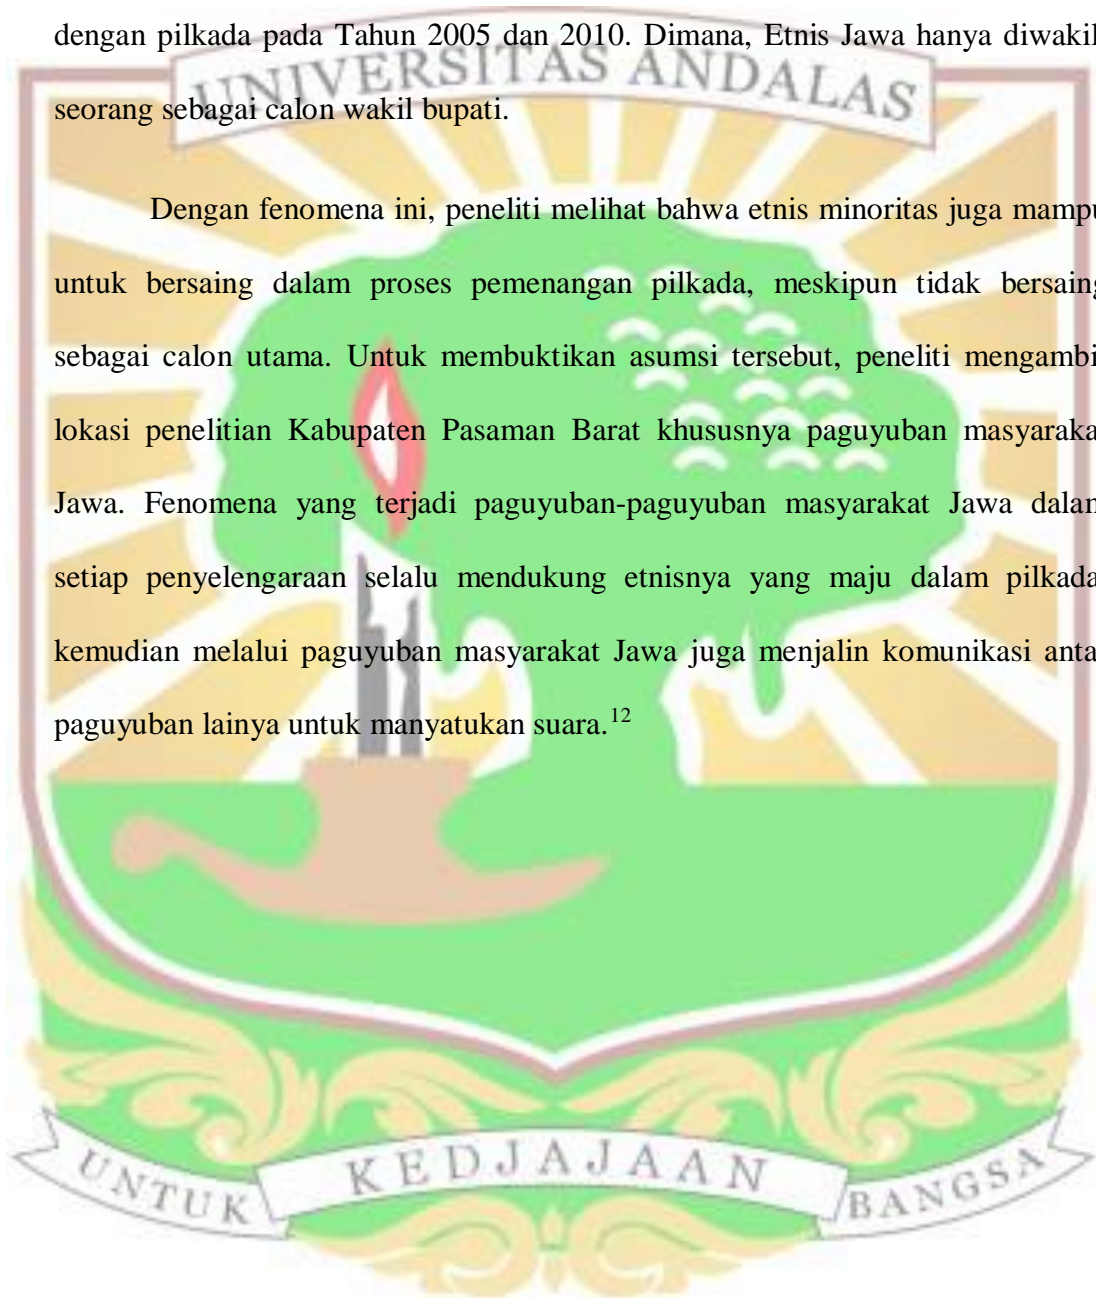 dengan pilkada pada Tahun 2005 dan 2010. Dimana, Etnis Jawa hanya diwakil
UNIVERSITAS ANDALAS
seorang sebagai calon wakil bupati.
Dengan fenomena ini, peneliti melihat bahwa etnis minoritas juga mampu
untuk bersaing dalam proses pemenangan pilkada, meskipun tidak bersaing
sebagai calon utama. Untuk membuktikan asumsi tersebut, peneliti mengambi
lokasi penelitian Kabupaten Pasaman Barat khususnya paguyuban masyaraka
Jawa. Fenomena yang terjadi paguyuban-paguyuban masyarakat Jawa dalam
setiap penyelengaraan selalu mendukung etnisnya yang maju dalam pilkada
kemudian melalui paguyuban masyarakat Jawa juga menjalin komunikasi anta
paguyuban lainya untuk manyatukan suara.12
UNTUK KEDJAJAAN BANGSA